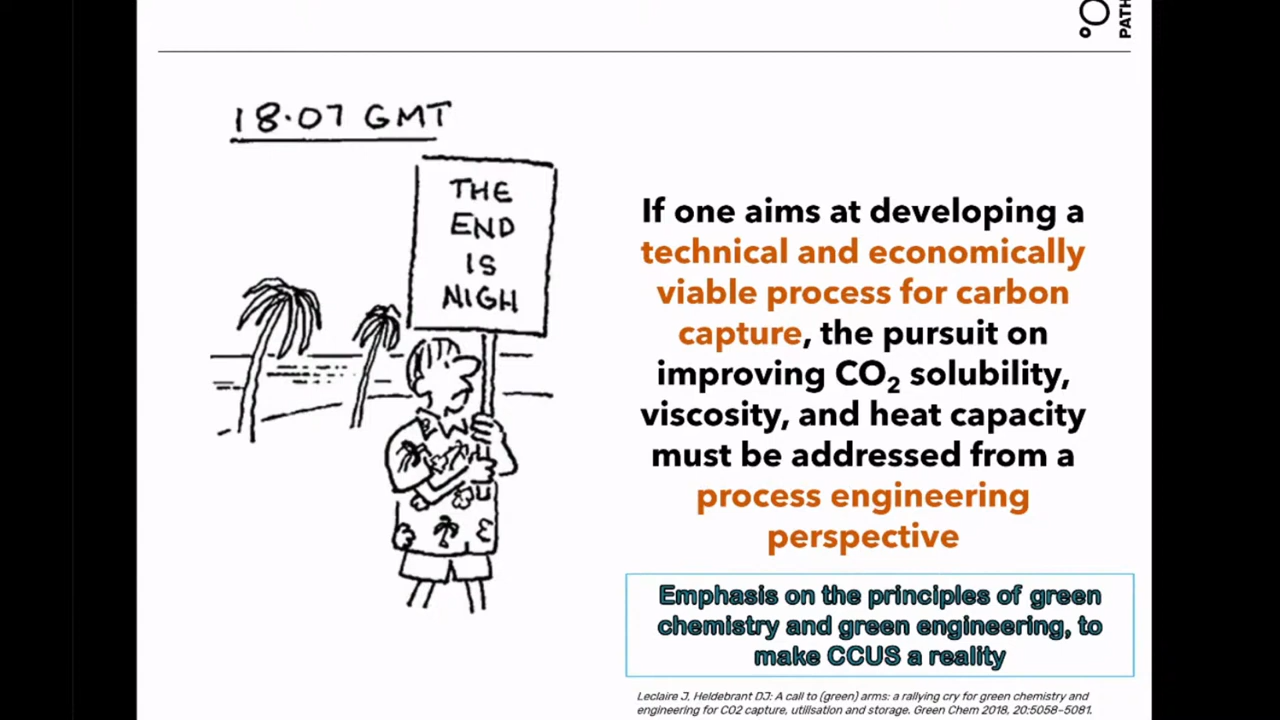 PATH
18.07 GMT
THE
END
IS
NIGH
If one aims at developing a
technical and economically
viable process for carbon
capture, the pursuit on
improving CO₂ solubility,
viscosity, and heat capacity
must be addressed from a
process engineering
perspective
Emphasis on the principles of green
chemistry and green engineering, to
make CCUS a reality
Leclaire J, Heldebrant DJ: A call to (green) arms: a rallying cry for green chemistry and
engineering for CO2 capture, utilisation and storage. Green Chem 2018, 20:5058–5081.